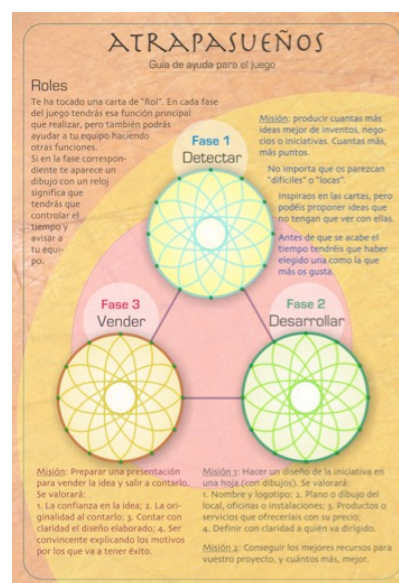 ATRAPASUEÑOS
Guía de ayuda para el juego
Roles
Te ha tocado una carta de "Rol". En cada fase
del juego tendrás esa función principal
que realizar, pero también podrás
ayudar a tu equipo haciendo
otras funciones.
Si en la fase correspon-
diente te aparece un
dibujo con un reloj
significa que
tendrás que
controlar el
tiempo y
avisar a
tu equi-
po.
Fase 1
Detectar
Misión: producir cuantas más
ideas mejor de inventos, nego-
cios o iniciativas. Cuantas más,
más puntos.
No importa que os parezcan
"difíciles" o "locas".
Inspiraos en las cartas, pero
podéis proponer ideas que
no tengan que ver con ellas.
Antes de que se acabe el
tiempo tendréis que haber
elegido una como la que
más os gusta.
Fase 3
Vender
Fase 2
Desarrollar
Misión: Preparar una presentación
para vender la idea y salir a contarlo.
Se valorará:
1. La confianza en la idea; 2. La ori-
ginalidad al contarlo; 3. Contar con
claridad el diseño elaborado; 4. Ser
convincente explicando los motivos
por los que va a tener éxito.
Misión 1: Hacer un diseño de la iniciativa en
una hoja (con dibujos). Se valorará:
1. Nombre y logotipo; 2. Plano o dibujo del
local, oficinas o instalaciones; 3. Productos o
servicios que ofreceríais con su precio;
4. Definir con claridad a quién va dirigido.
Misión 2: Conseguir los mejores recursos para
vuestro proyecto, y cuántos más, mejor.